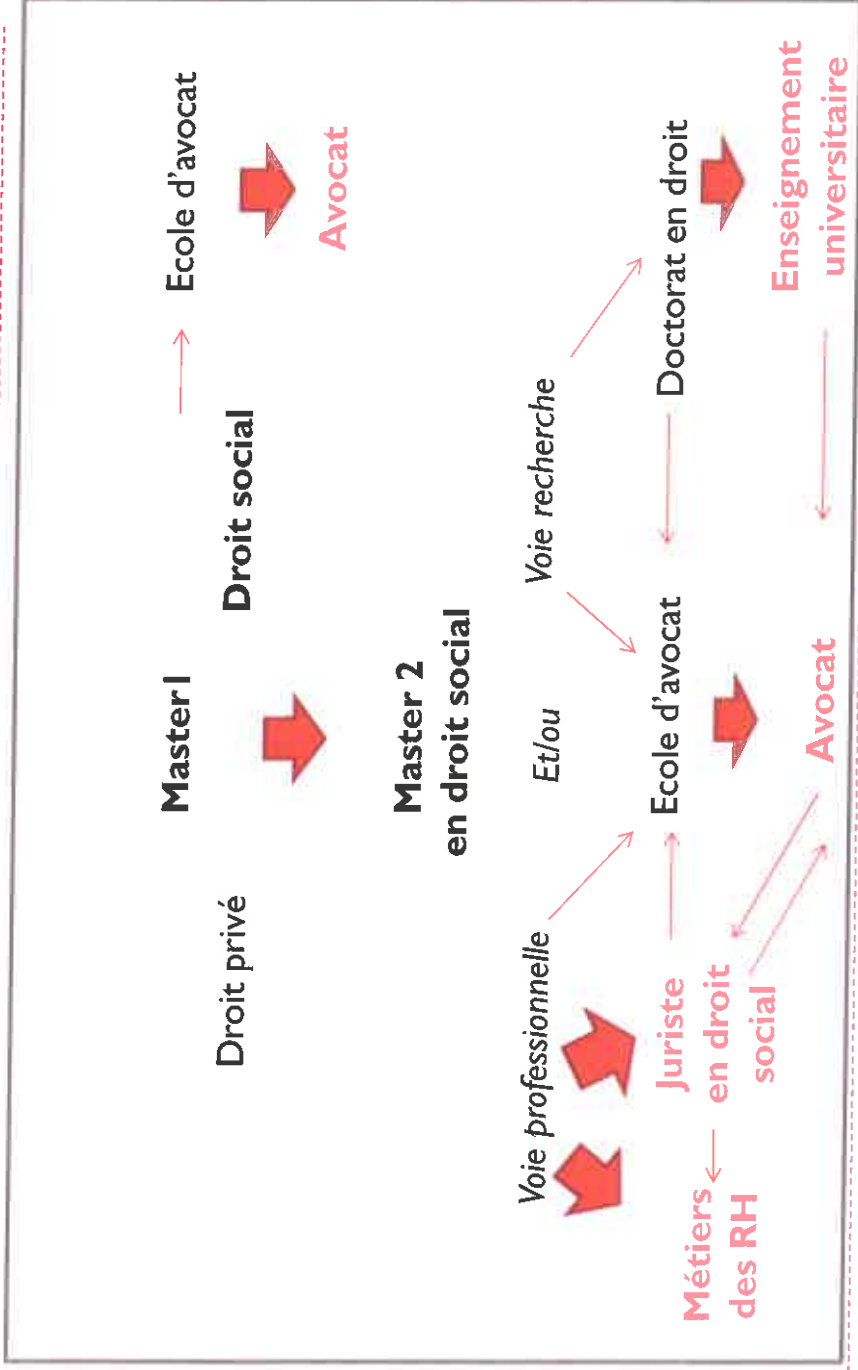 Master1
Droit privé
Droit social
Ecole d'avocat
Avocat
Master 2
en droit social
Voie professionnelle
Et/ou
Voie recherche
Métiers
des RH
Juriste
en droit
social
Ecole d'avocat
Doctorat en droit
Avocat
Enseignement
universitaire